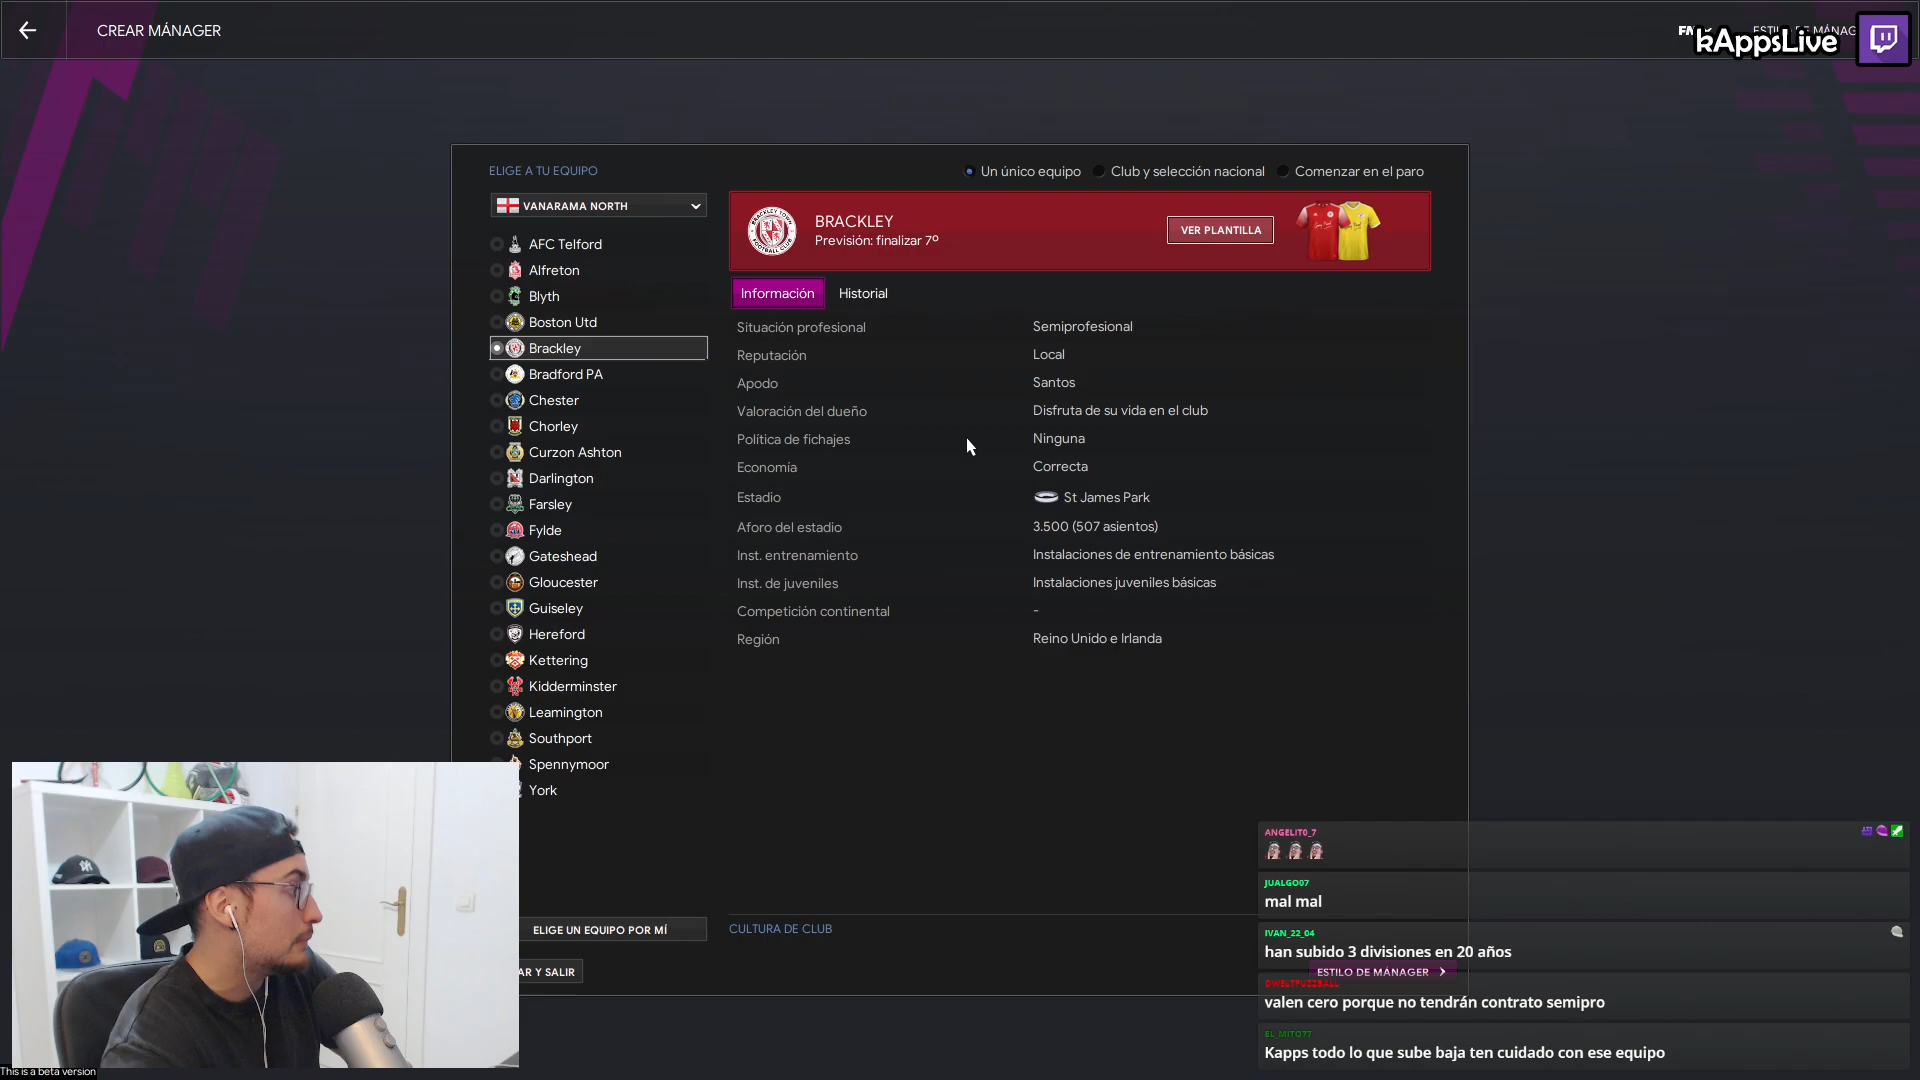 CREAR MÁNAGER
kAppsLive
ELIGE A TU EQUIPO
Un único equipo
Club y selección nacional
Comenzar en el paro
VANARAMA NORTH
BRACKLEY
Previsión: finalizar 7º
VER PLANTILLA
AFC Telford
Alfreton
Blyth
Boston Utd
Brackley
Bradford PA
Chester
Chorley
Curzon Ashton
Darlington
Farsley
Fylde
Gateshead
Gloucester
Guiseley
Hereford
Kettering
Kidderminster
Leamington
Southport
Spennymoor
York
Información
Historial
Situación profesional Semiprofesional
Reputación Local
Apodo Santos
Valoración del dueño Disfruta de su vida en el club
Política de fichajes Ninguna
Economía Correcta
Estadio St James Park
Aforo del estadio 3.500 (507 asientos)
Inst. entrenamiento Instalaciones de entrenamiento básicas
Inst. de juveniles Instalaciones juveniles básicas
Competición continental -
Región Reino Unido e Irlanda
ELIGE UN EQUIPO POR MÍ
CULTURA DE CLUB
AR Y SALIR
ESTILO DE MÁNAGER
ANGELIT0_7
JUALGO07
mal mal
IVAN_22_04
han subido 3 divisiones en 20 años
valen cero porque no tendrán contrato semipro
EL_MITO77
Kapps todo lo que sube baja ten cuidado con ese equipo
This is a beta version